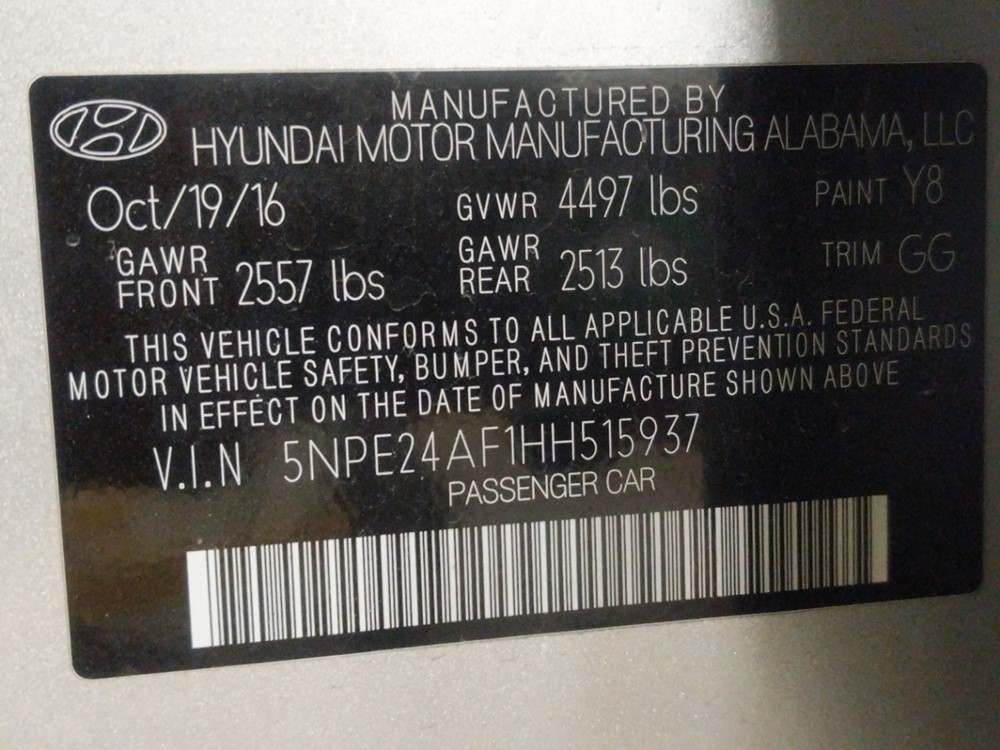 MANUFACTURED BY
HYUNDAI MOTOR MANUFACTURING ALABAMA, LLC
Oct/19/16 GVWR 4497 lbs PAINT Y8
GAWR FRONT 2557 lbs GAWR REAR 2513 lbs TRIM GG
THIS VEHICLE CONFORMS TO ALL APPLICABLE U.S.A. FEDERAL
MOTOR VEHICLE SAFETY, BUMPER, AND THEFT PREVENTION STANDARDS
IN EFFECT ON THE DATE OF MANUFACTURE SHOWN ABOVE
V.I.N 5NPE24AF1HH515937
PASSENGER CAR